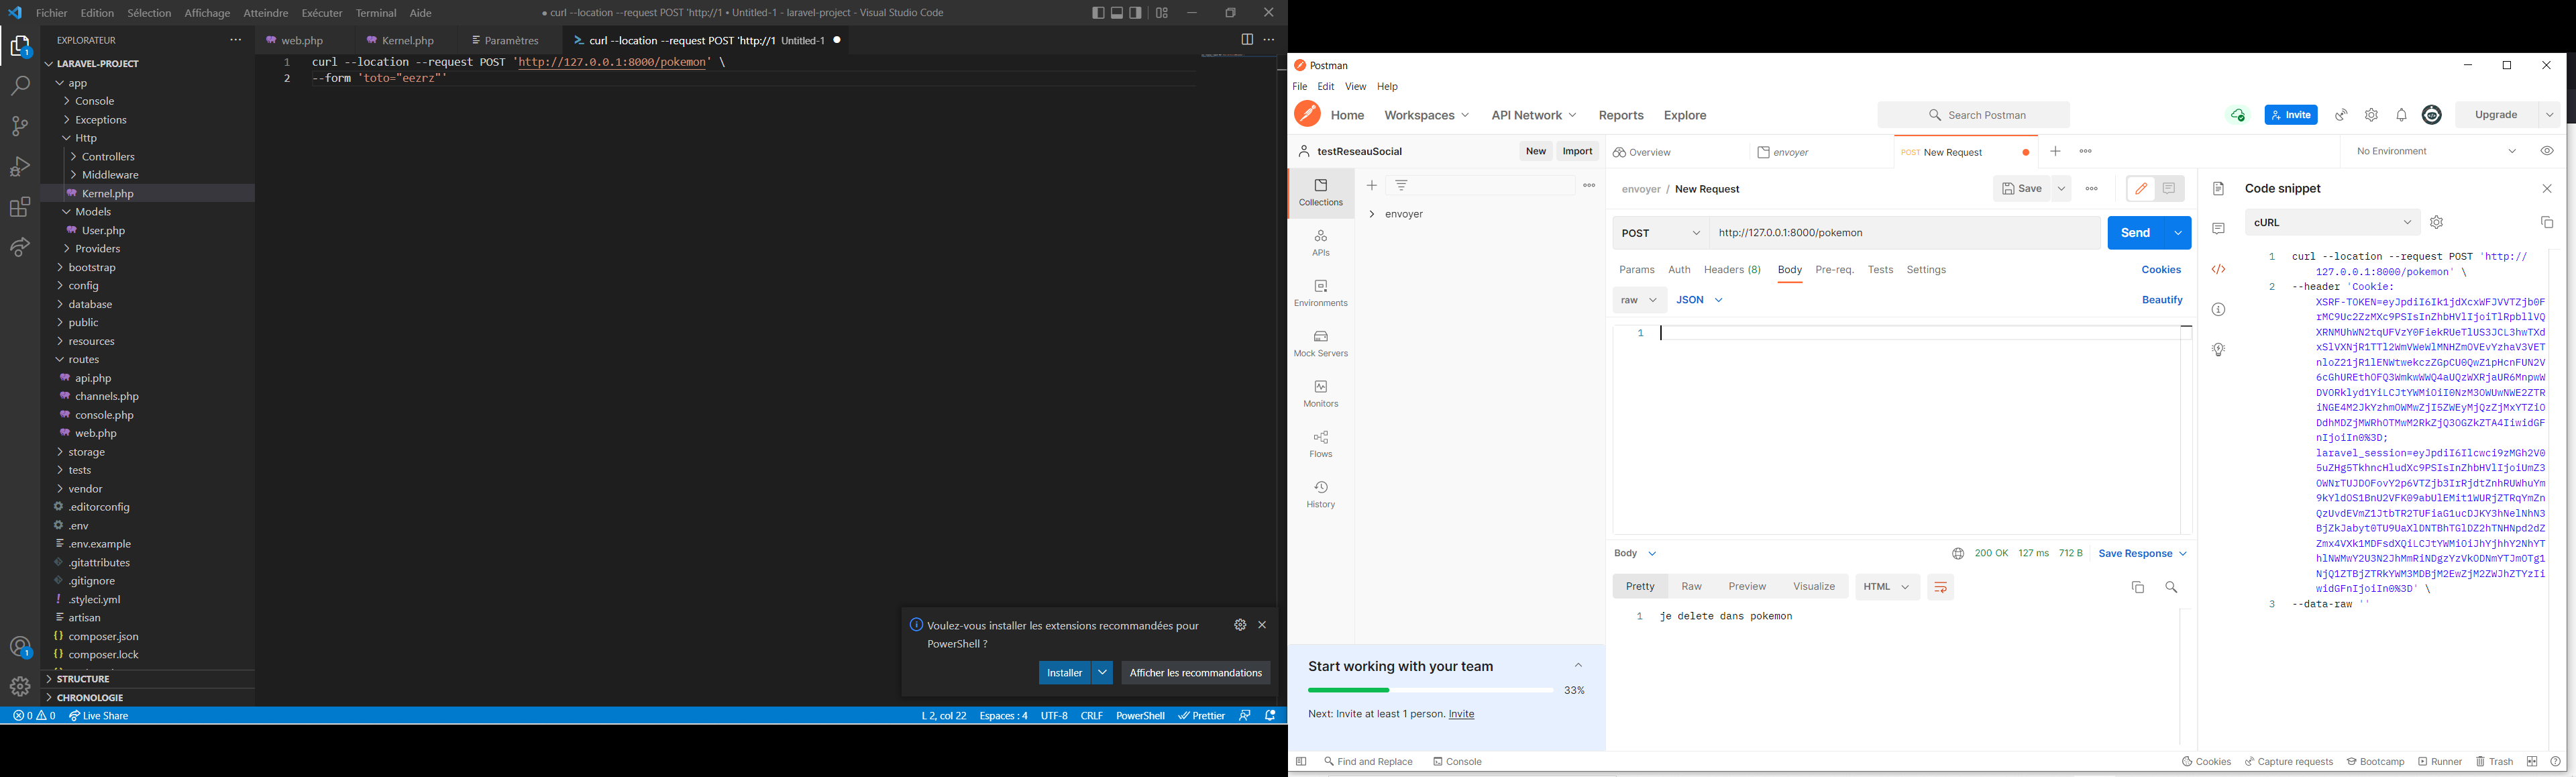 Fichier Edition Sélection Affichage Atteindre Exécuter Terminal Aide
● curl --location --request POST 'http://1 • Untitled-1 - laravel-project - Visual Studio Code
EXPLORATEUR
LARAVEL-PROJECT
app
Console
Exceptions
Http
Controllers
Middleware
Kernel.php
Models
User.php
Providers
bootstrap
config
database
public
resources
routes
api.php
channels.php
console.php
web.php
storage
tests
vendor
.editorconfig
.env
.env.example
.gitattributes
.gitignore
.styleci.yml
artisan
composer.json
composer.lock
STRUCTURE
CHRONOLOGIE
1
1
web.php Kernel.php Paramètres curl --location --request POST 'http://1 Untitled-1
1 curl --location --request POST 'http://127.0.0.1:8000/pokemon' \
2 --form 'toto="eezrz"'
Voulez-vous installer les extensions recommandées pour
PowerShell ?
Installer Afficher les recommandations
0 0 Live Share L 2, col 22 Espaces : 4 UTF-8 CRLF PowerShell Prettier
Postman
File Edit View Help
Home Workspaces API Network Reports Explore Search Postman Invite Upgrade
testReseauSocial New Import
Collections
APIs
Environments
Mock Servers
Monitors
Flows
History
envoyer
Start working with your team
33%
Next: Invite at least 1 person. Invite
Overview envoyer POST New Request No Environment
envoyer / New Request Save
POST http://127.0.0.1:8000/pokemon Send
Params Auth Headers (8) Body Pre-req. Tests Settings Cookies
raw JSON Beautify
1
Body 200 OK 127 ms 712 B Save Response
Pretty Raw Preview Visualize HTML
1 je delete dans pokemon
Code snippet
cURL
1 curl --location --request POST 'http://
127.0.0.1:8000/pokemon' \
2 --header 'Cookie:
nIjoiIn0%3D;
widGFnIjoiIn0%3D' \
3 --data-raw ''
Find and Replace Console Cookies Capture requests Bootcamp Runner Trash